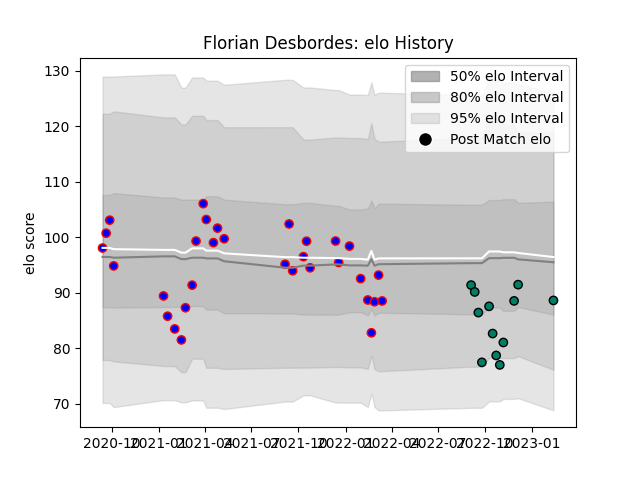 Florian Desbordes: elo History
50% elo Interval
80% elo Interval
95% elo Interval
Post Match elo
elo score
130
120
110
100
90
80
70
2020-10 2021-01 2021-04 2021-07 2021-10 2022-01 2022-04 2022-07 2022-10 2023-01